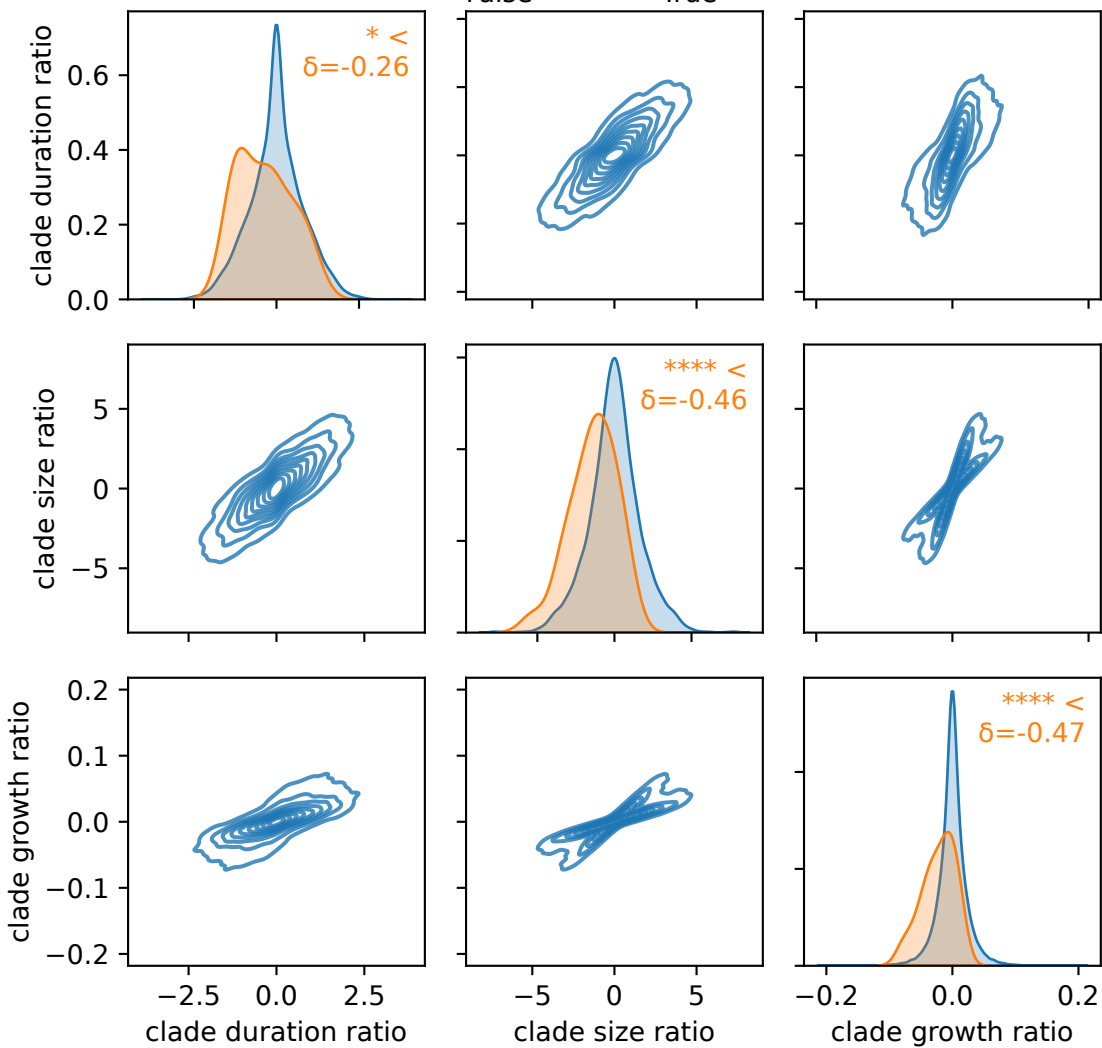 clade duration ratio
0.6
0.4
0.2
0.0
* <
δ=-0.26
clade size ratio
5
0
−5
**** <
δ=-0.46
clade growth ratio
0.2
0.1
0.0
−0.1
−0.2
**** <
δ=-0.47
−2.5 0.0 2.5
clade duration ratio
−5 0 5
clade size ratio
−0.2 0.0 0.2
clade growth ratio